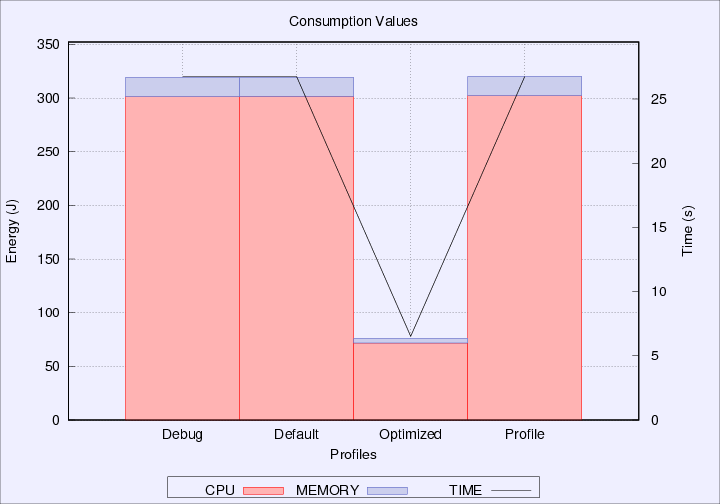 Consumption Values
350
300
250
200
150
100
50
0
Energy (J)
25
20
15
10
5
0
Time (s)
Debug Default Optimized Profile
Profiles
CPU MEMORY TIME